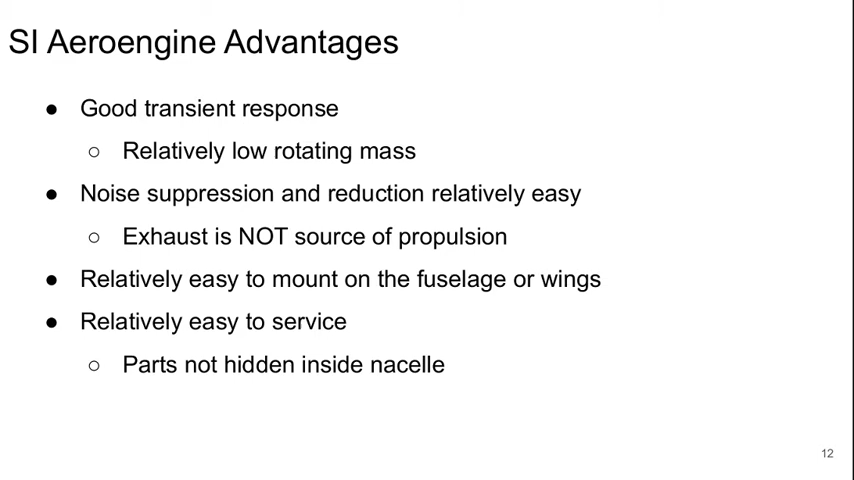 SI Aeroengine Advantages
● Good transient response
○ Relatively low rotating mass
● Noise suppression and reduction relatively easy
○ Exhaust is NOT source of propulsion
● Relatively easy to mount on the fuselage or wings
● Relatively easy to service
○ Parts not hidden inside nacelle
12